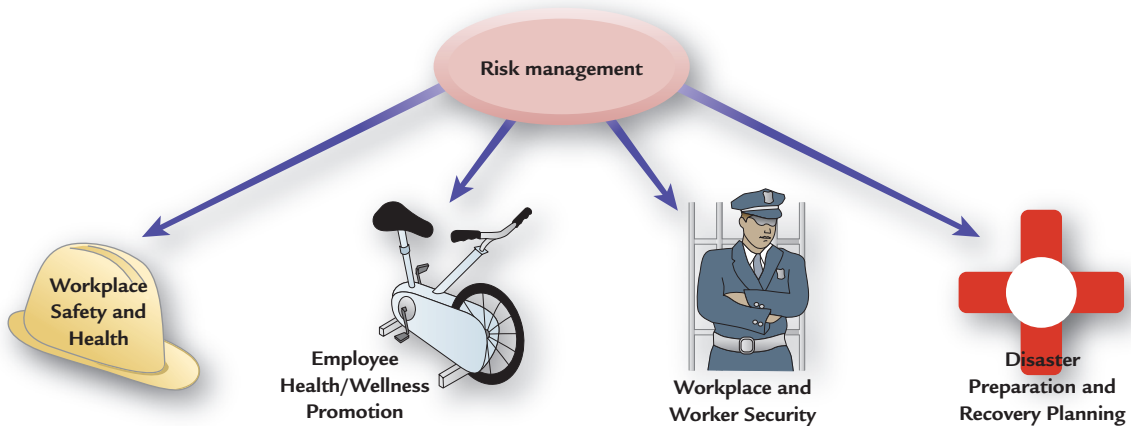 Risk management
Workplace
Safety and
Health
Employee
Health/Wellness
Promotion
Workplace and
Worker Security
Disaster
Preparation and
Recovery Planning